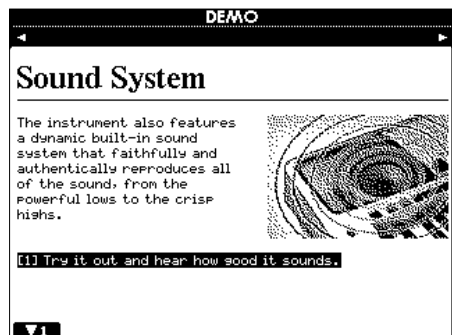 DEMO
Sound System
The instrument also features
a dynamic built-in sound
system that faithfully and
authentically reproduces all
of the sound, from the
powerful lows to the crisp
highs.
[1] Try it out and hear how good it sounds.
▼1